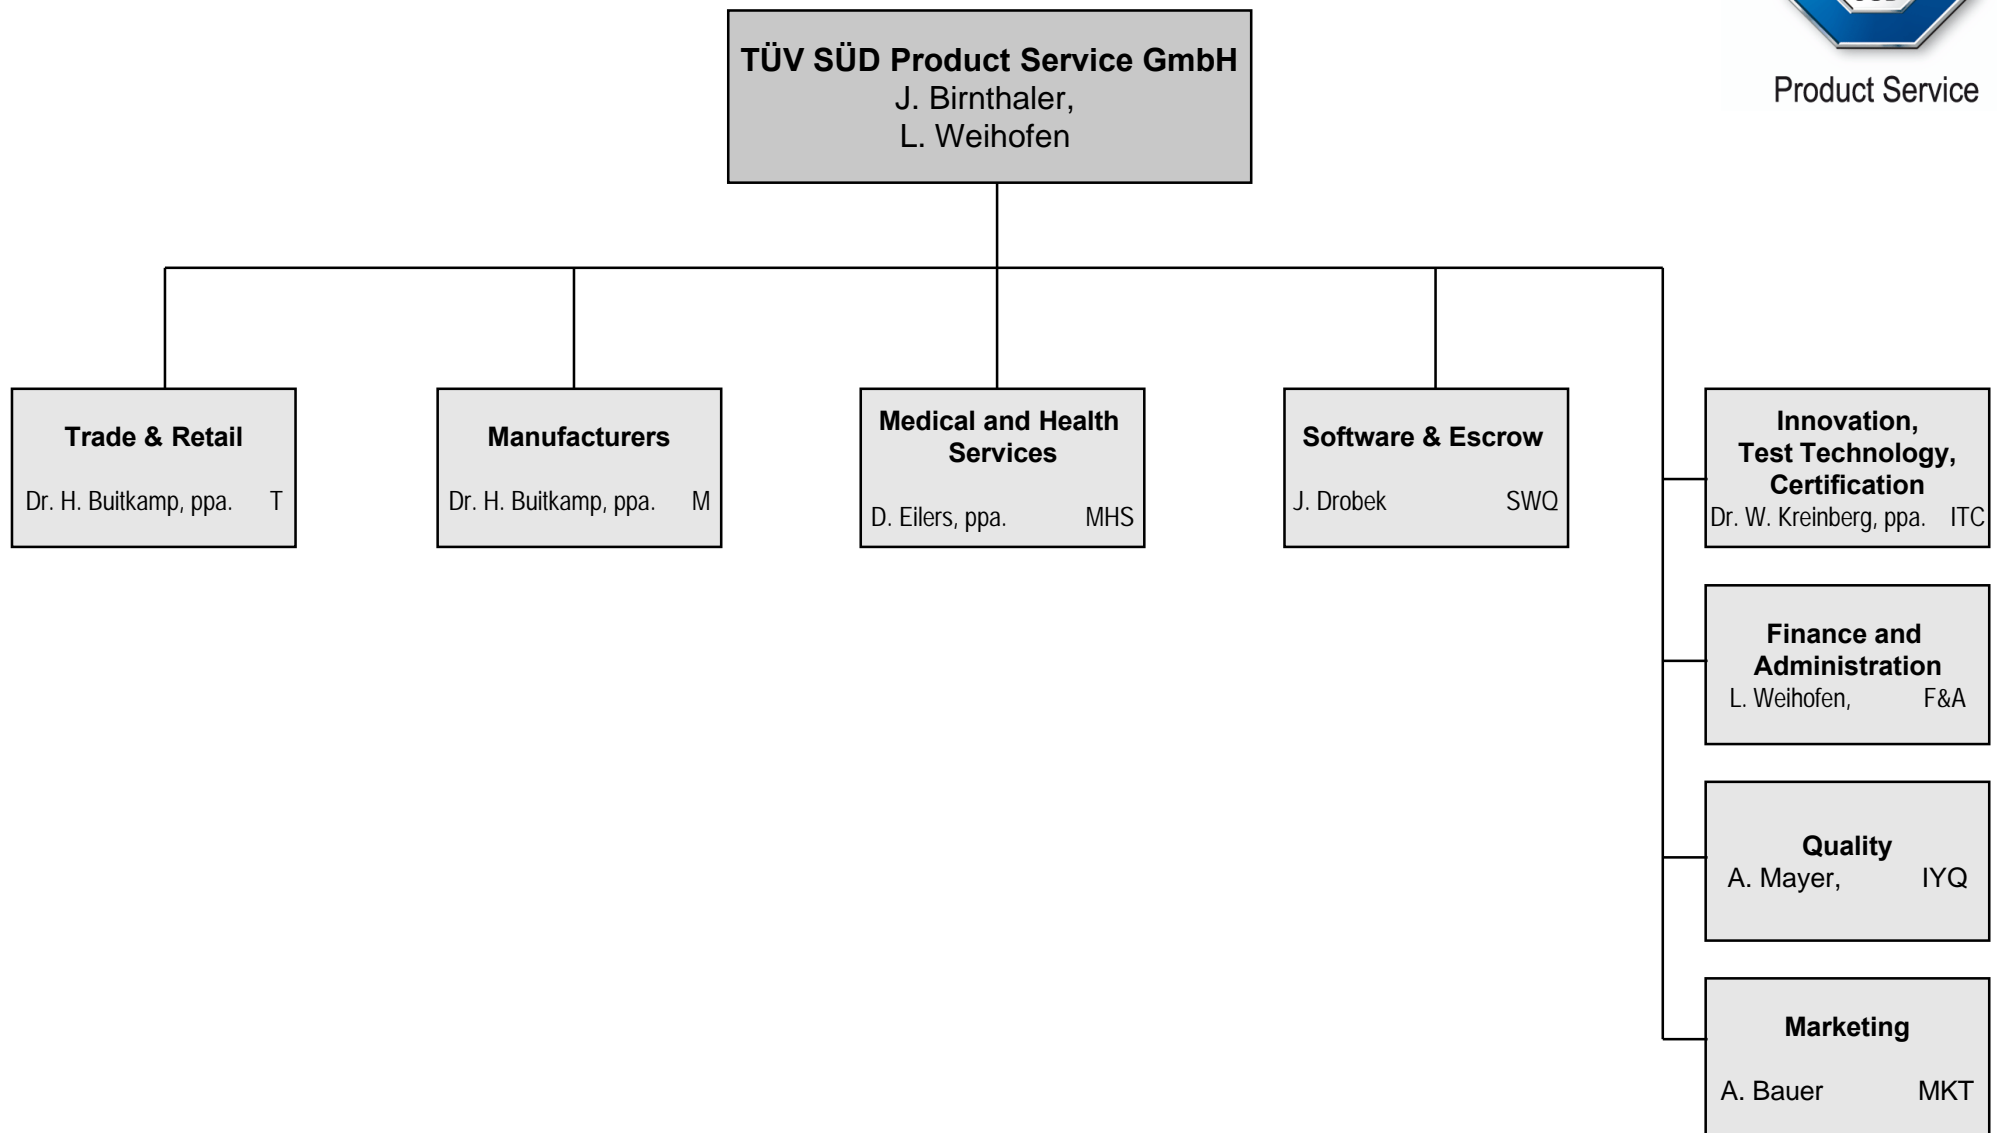 TÜV SÜD Product Service GmbH
J. Birnthaler,
L. Weihofen
Product Service
Trade & Retail
Dr. H. Buitkamp, ppa. T
Manufacturers
Dr. H. Buitkamp, ppa. M
Medical and Health
Services
D. Eilers, ppa. MHS
Software & Escrow
J. Drobek SWQ
Innovation,
Test Technology,
Certification
Dr. W. Kreinberg, ppa. ITC
Finance and
Administration
L. Weihofen, F&A
Quality
A. Mayer, IYQ
Marketing
A. Bauer MKT